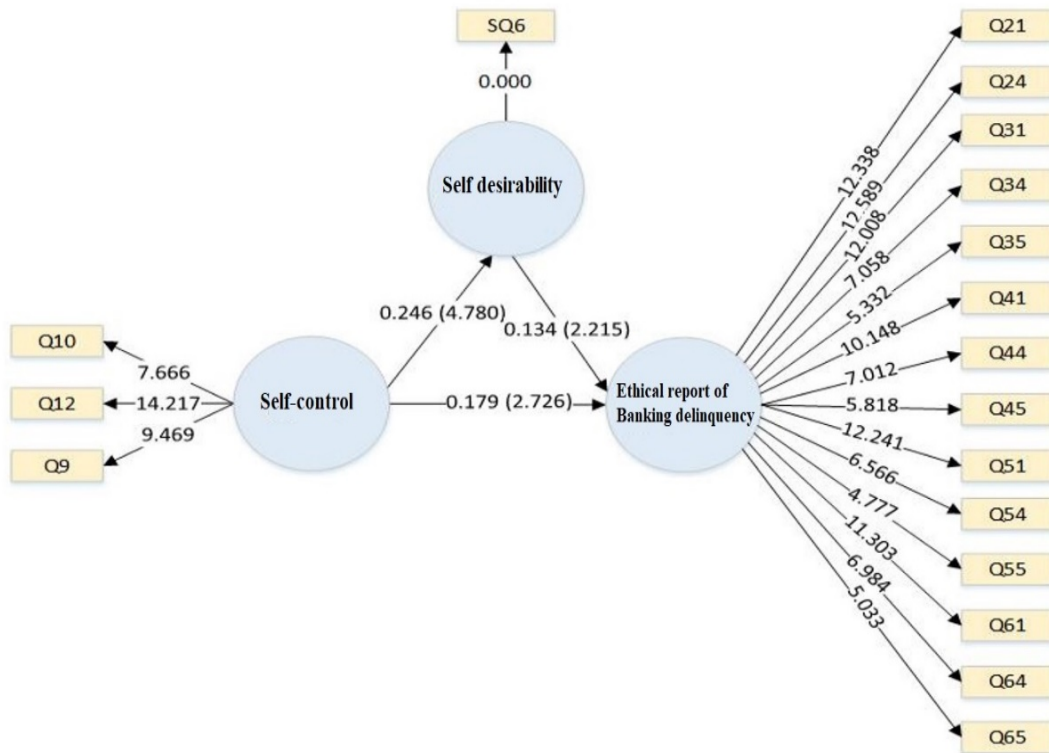 SQ6
0.000
Self desirability
0.246 (4.780)
0.134 (2.215)
Q10
Q12
Q9
7.666
14.217
9.469
Self-control
0.179 (2.726)
Ethical report of
Banking delinquency
12.338
12.589
12.008
7.058
5.332
10.148
7.012
5.818
12.241
6.566
4.777
11.303
6.984
5.033
Q21
Q24
Q31
Q34
Q35
Q41
Q44
Q45
Q51
Q54
Q55
Q61
Q64
Q65